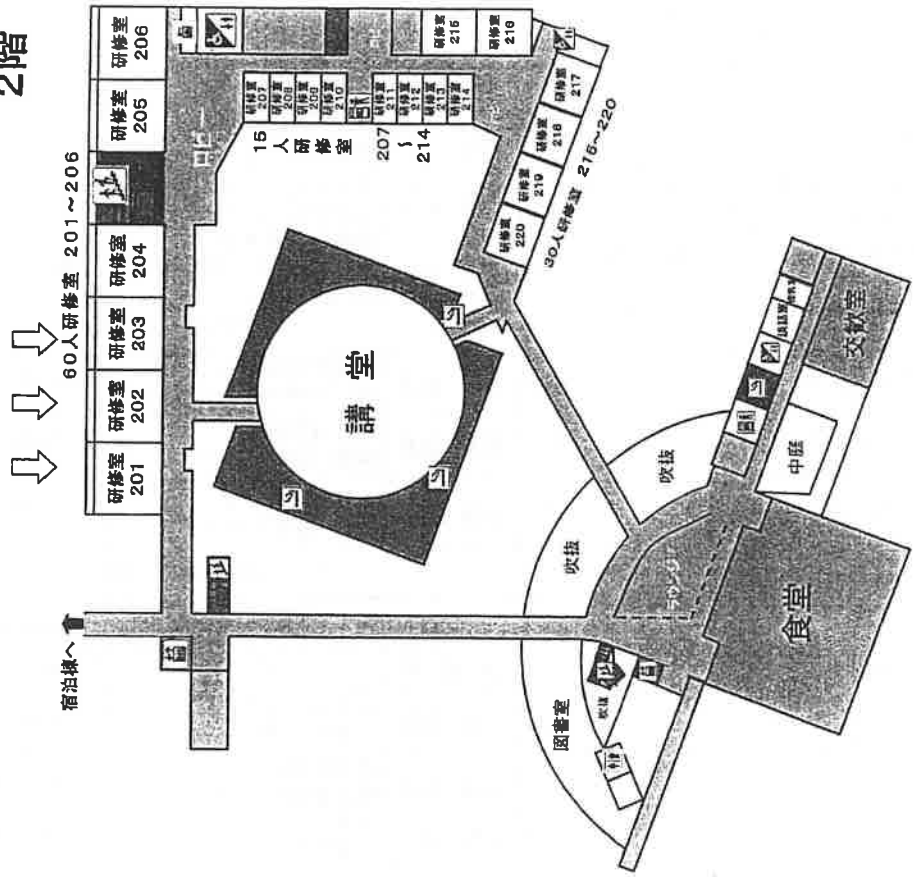 2階
60人研修室 201~206
研修室
201
研修室
202
研修室
203
研修室
204
研修室
205
研修室
206
研修室
207
研修室
208
研修室
209
研修室
210
研修室
211
研修室
212
研修室
213
研修室
214
15人研修室 207~214
研修室
215
研修室
216
研修室
217
研修室
218
研修室
219
研修室
220
30人研修室 215~220
講堂
宿泊棟へ
吹抜
吹抜
ラウンジ
図書室
吹抜
食堂
中庭
談話室
交歓室